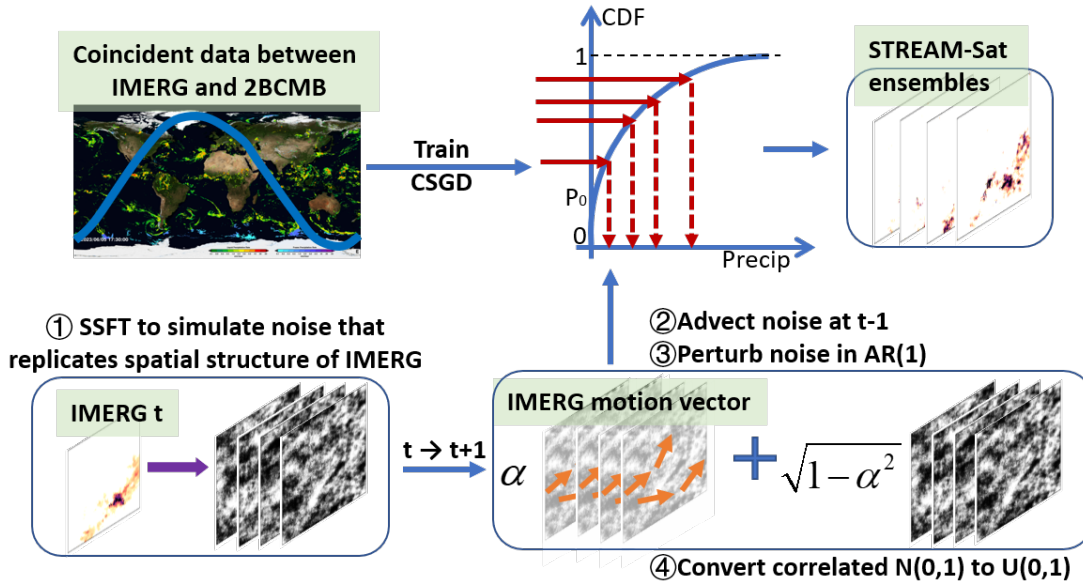 Coincident data between
IMERG and 2BCMB
Train
CSGD
CDF
1
P₀
0
Precip
STREAM-Sat
ensembles
① SSFT to simulate noise that
replicates spatial structure of IMERG
IMERG t
t → t+1
②Advect noise at t-1
③Perturb noise in AR(1)
IMERG motion vector
α
√1−α²
④Convert correlated N(0,1) to U(0,1)